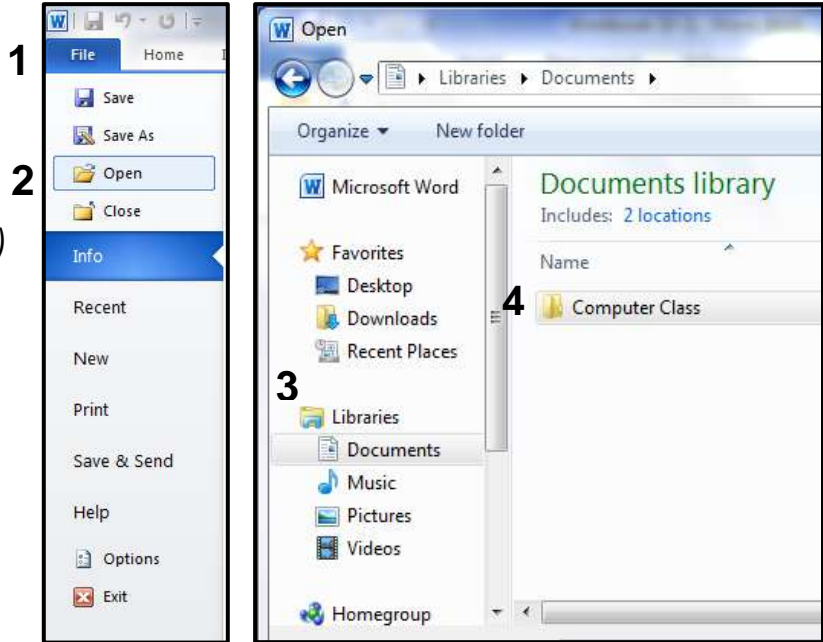 W
1
File Home I
Save
Save As
2
Open
Close
)
Info
Recent
New
Print
Save & Send
Help
Options
Exit
W Open
Libraries Documents
Organize New folder
W Microsoft Word
Favorites
Desktop
Downloads
Recent Places
3
Libraries
Documents
Music
Pictures
Videos
Homegroup
Documents library
Includes: 2 locations
Name
4
Computer Class